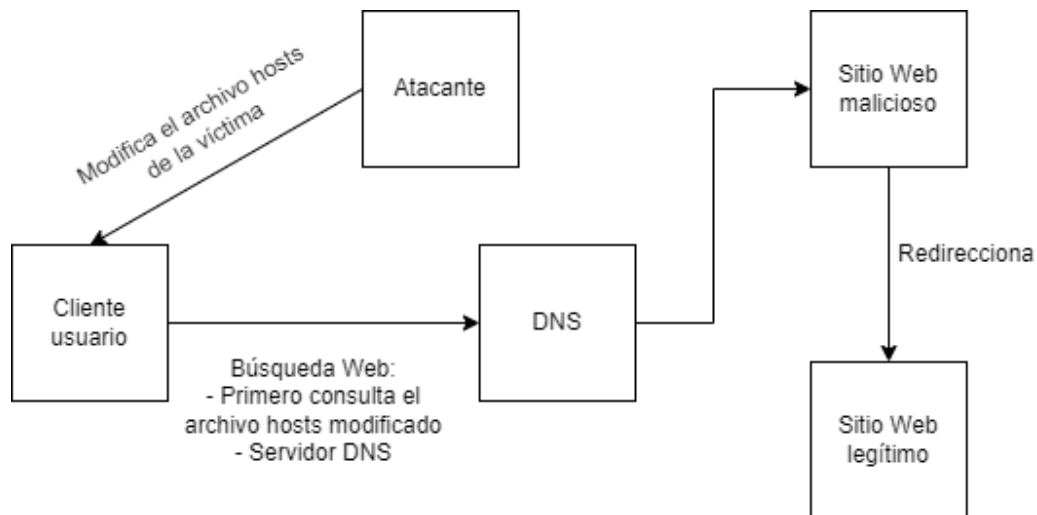 Modifica el archivo hosts
de la víctima
Atacante
Sitio Web
malicioso
Redirecciona
Cliente
usuario
DNS
Búsqueda Web:
- Primero consulta el
archivo hosts modificado
- Servidor DNS
Sitio Web
legítimo